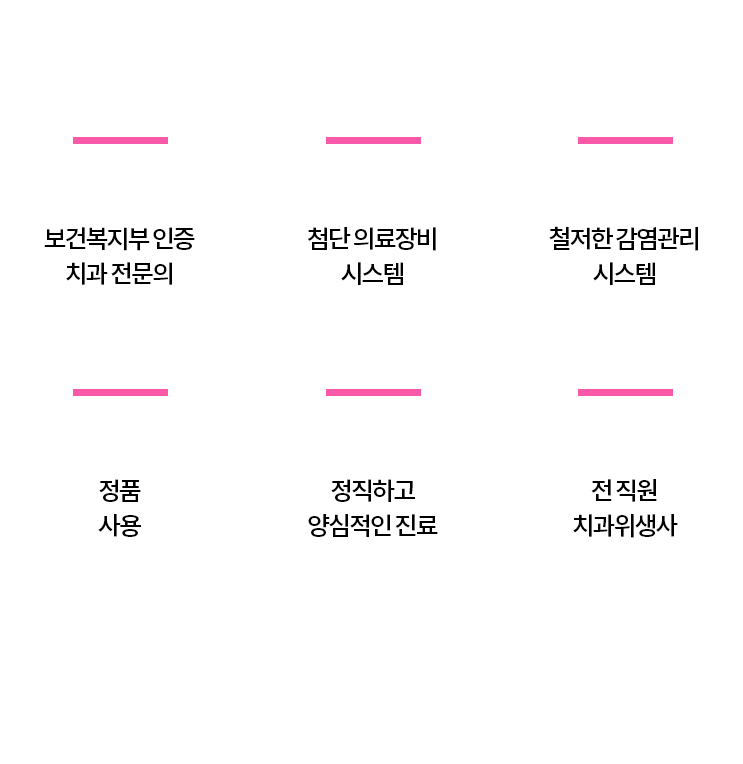 보건복지부 인증
치과 전문의
첨단 의료장비
시스템
철저한 감염관리
시스템
정품
사용
정직하고
양심적인 진료
전 직원
치과위생사